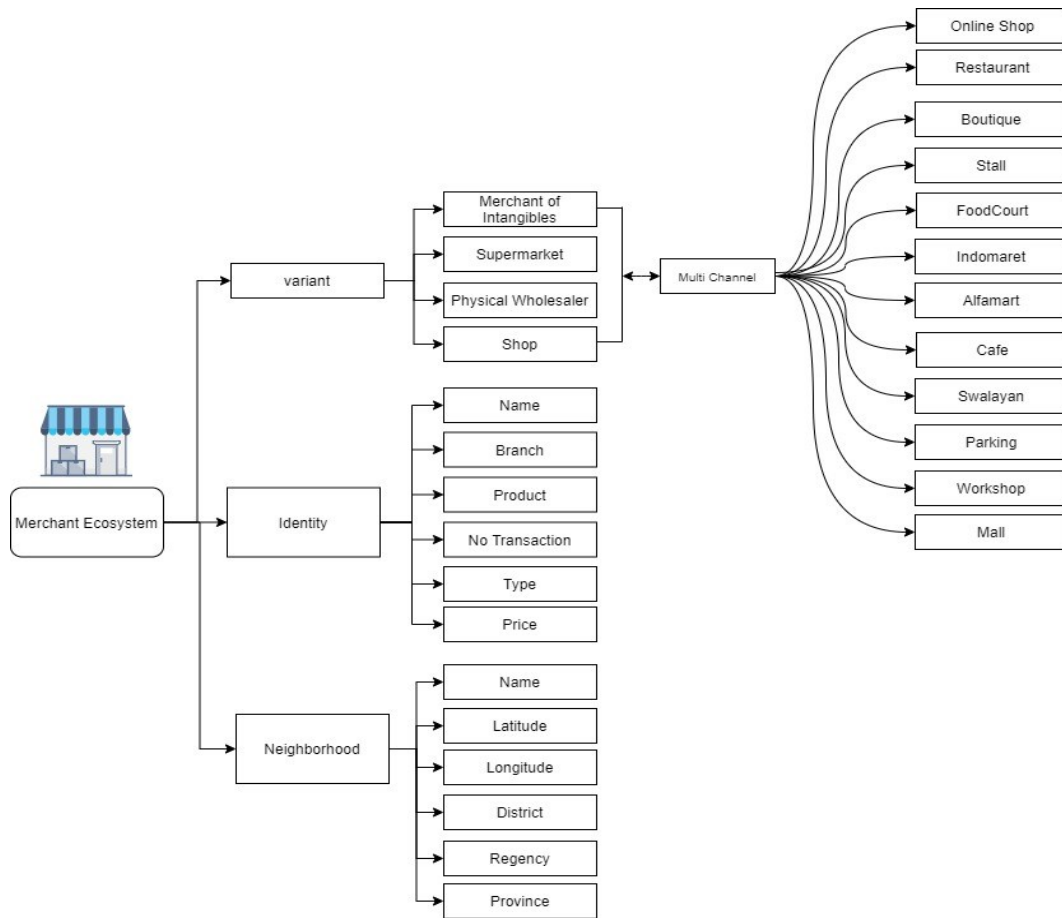 Online Shop
Restaurant
Boutique
Stall
FoodCourt
Indomaret
Alfamart
Cafe
Swalayan
Parking
Workshop
Mall
Multi Channel
Merchant of
Intangibles
Supermarket
Physical Wholesaler
Shop
variant
Name
Branch
Product
No Transaction
Type
Price
Identity
Merchant Ecosystem
Name
Latitude
Longitude
District
Regency
Province
Neighborhood